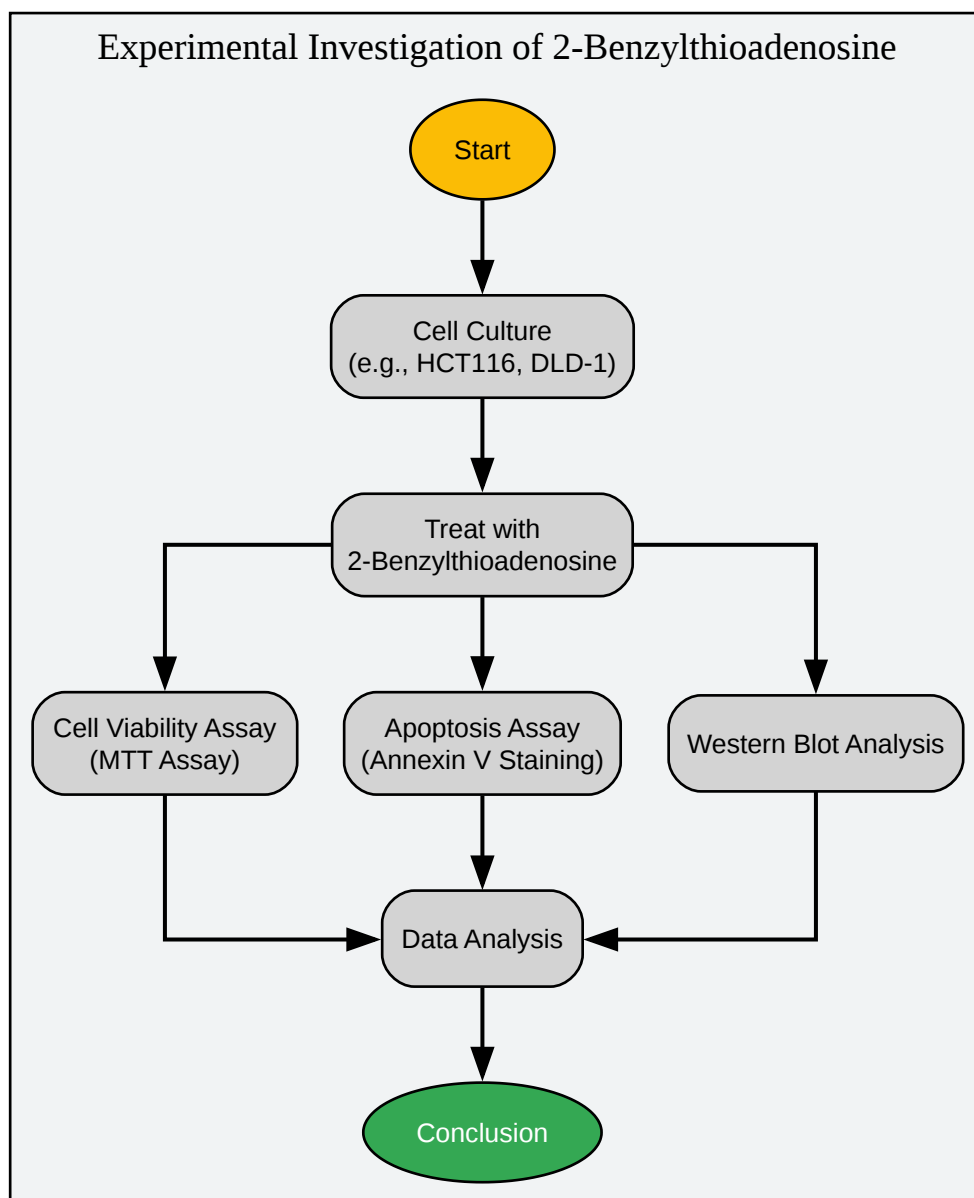 Experimental Investigation of 2-Benzylthioadenosine
Start
Cell Culture
(e.g., HCT116, DLD-1)
Treat with
2-Benzylthioadenosine
Cell Viability Assay
(MTT Assay)
Apoptosis Assay
(Annexin V Staining)
Western Blot Analysis
Data Analysis
Conclusion